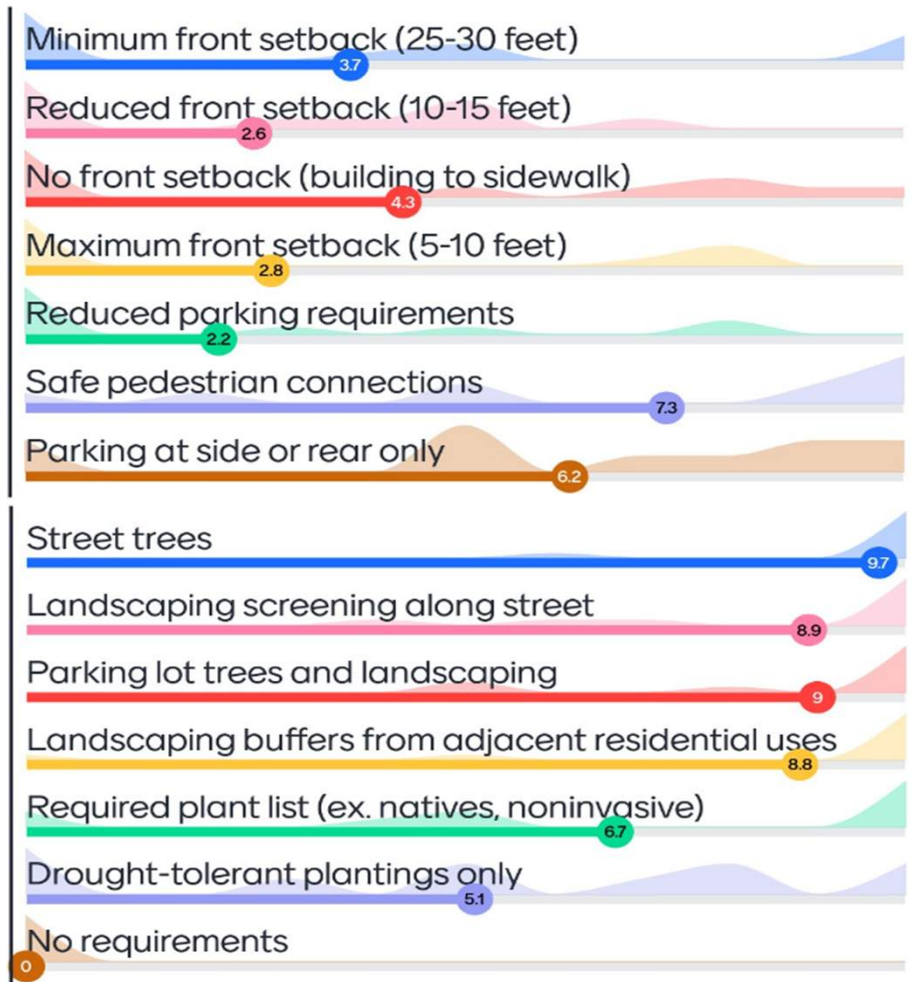 Minimum front setback (25-30 feet)
3.7
Reduced front setback (10-15 feet)
2.6
No front setback (building to sidewalk)
4.3
Maximum front setback (5-10 feet)
2.8
Reduced parking requirements
2.2
Safe pedestrian connections
7.3
Parking at side or rear only
6.2
Street trees
9.7
Landscaping screening along street
8.9
Parking lot trees and landscaping
9
Landscaping buffers from adjacent residential uses
8.8
Required plant list (ex. natives, noninvasive)
6.7
Drought-tolerant plantings only
5.1
No requirements
0